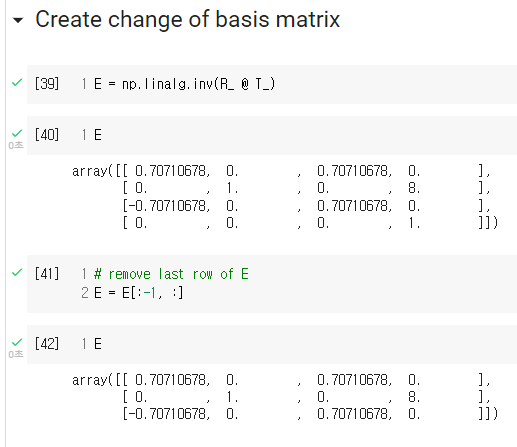 Create change of basis matrix
[39] 1 E = np.linalg.inv(R_ @ T_)
[40] 1 E
0초
array([[ 0.70710678, 0. , 0.70710678, 0. ],
[ 0. , 1. , 0. , 8. ],
[-0.70710678, 0. , 0.70710678, 0. ],
[ 0. , 0. , 0. , 1. ]])
[41] 1 # remove last row of E
2 E = E[:-1, :]
[42] 1 E
0초
array([[ 0.70710678, 0. , 0.70710678, 0. ],
[ 0. , 1. , 0. , 8. ],
[-0.70710678, 0. , 0.70710678, 0. ]])